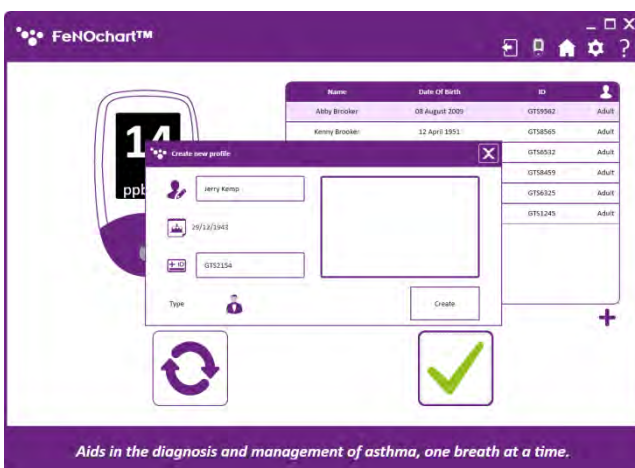 FeNOchart™
?
Name Date Of Birth ID
Abby Brooker 08 August 2009 GTS9562 Adult
Kenny Brooker 12 April 1951 GTS8565 Adult
GTS6532 Adult
GTS8459 Adult
GTS6325 Adult
GTS1245 Adult
14
ppb
Create new profile
Jerry Kemp
29/12/1943
+ ID
GTS2154
Type
Create
Aids in the diagnosis and management of asthma, one breath at a time.